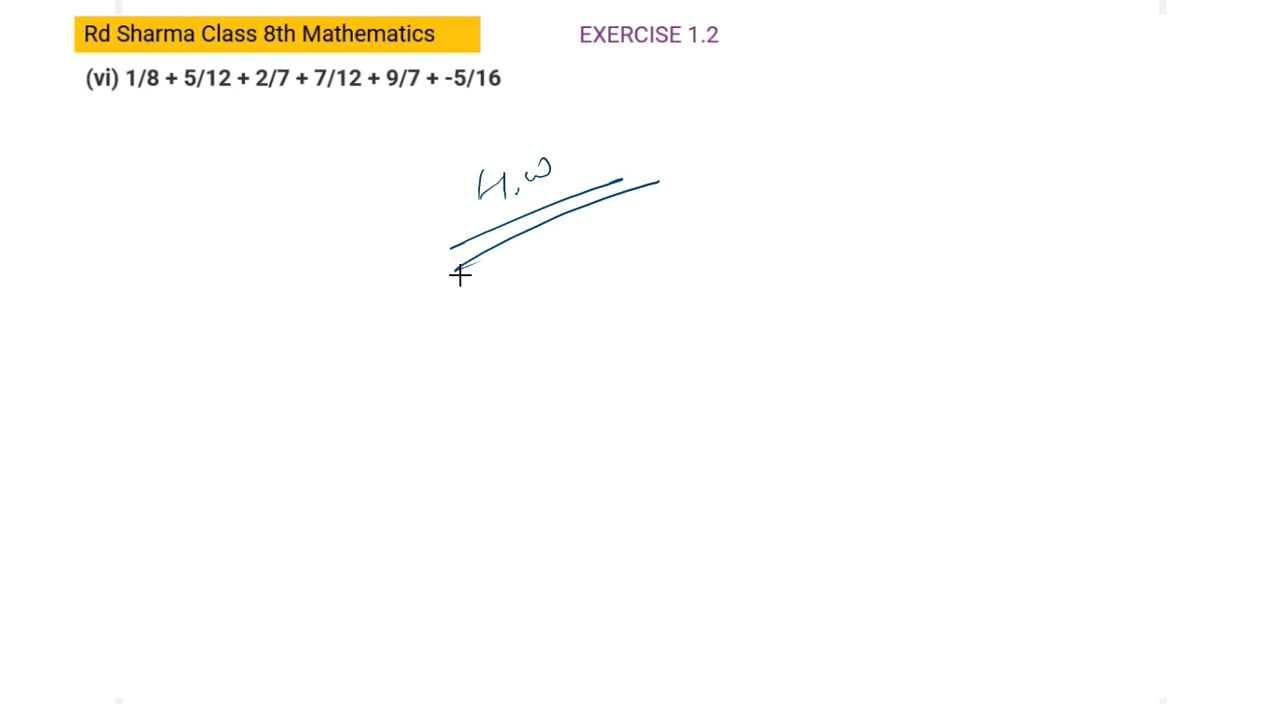 Rd Sharma Class 8th Mathematics
EXERCISE 1.2
(vi) 1/8 + 5/12 + 2/7 + 7/12 + 9/7 + -5/16
H.W